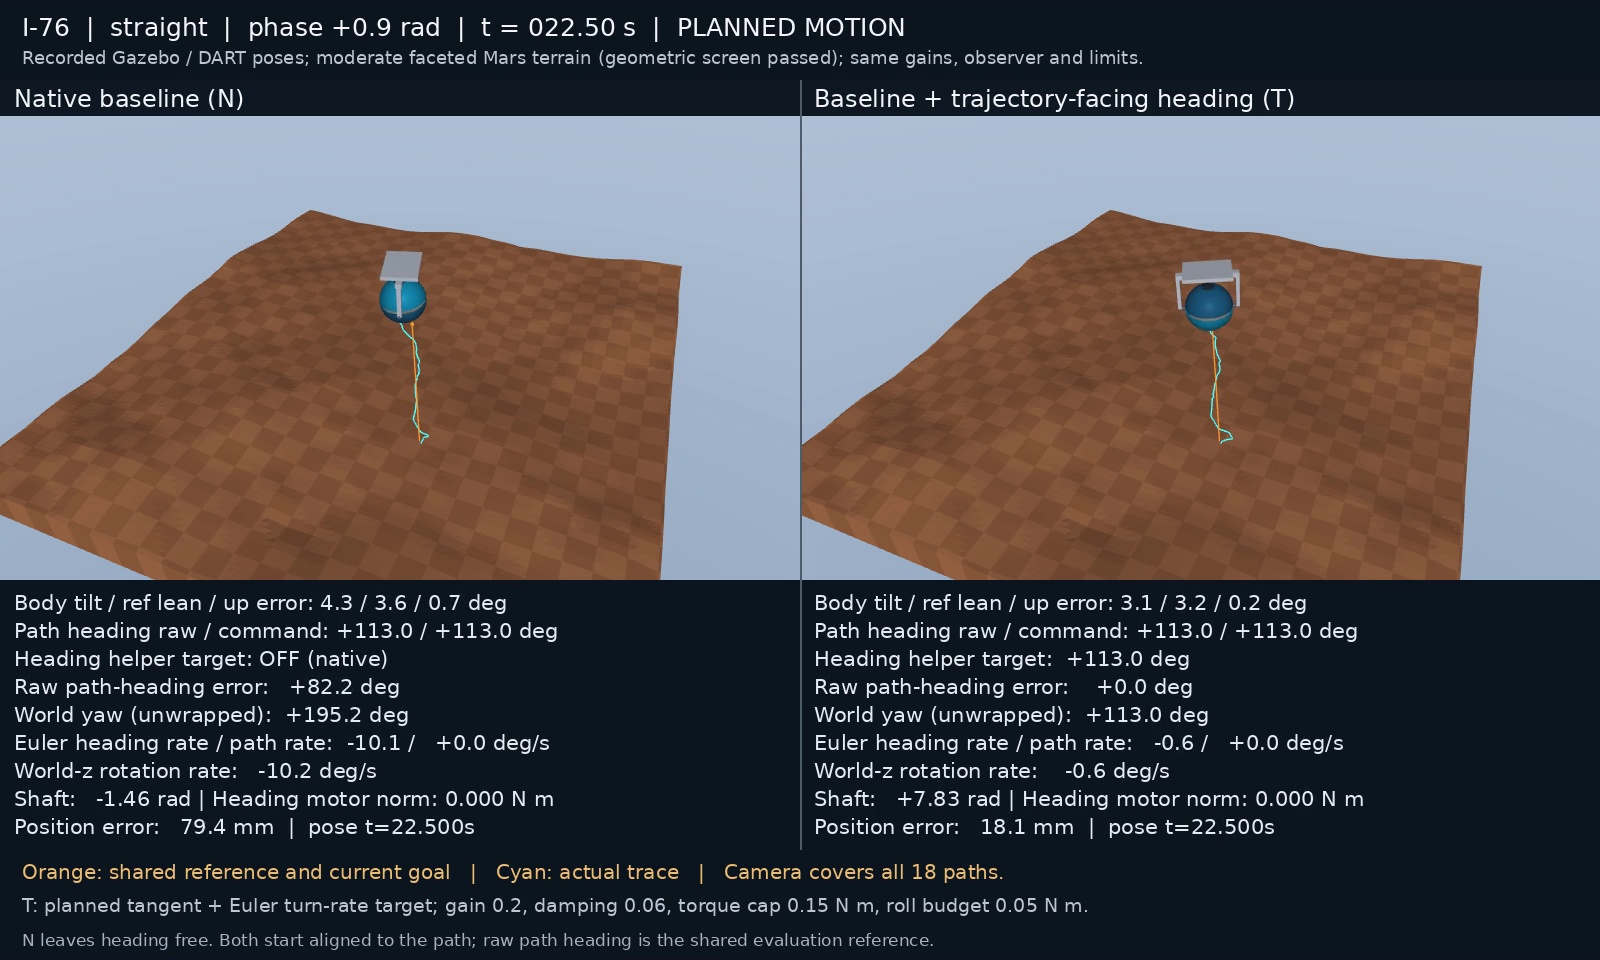 I-76 | straight | phase +0.9 rad | t = 022.50 s | PLANNED MOTION
Recorded Gazebo / DART poses; moderate faceted Mars terrain (geometric screen passed); same gains, observer and limits.
Native baseline (N)
Body tilt / ref lean / up error: 4.3 / 3.6 / 0.7 deg
Path heading raw / command: +113.0 / +113.0 deg
Heading helper target: OFF (native)
Raw path-heading error: +82.2 deg
World yaw (unwrapped): +195.2 deg
Euler heading rate / path rate: -10.1 / +0.0 deg/s
World-z rotation rate: -10.2 deg/s
Shaft: -1.46 rad | Heading motor norm: 0.000 N m
Position error: 79.4 mm | pose t=22.500s
Baseline + trajectory-facing heading (T)
Body tilt / ref lean / up error: 3.1 / 3.2 / 0.2 deg
Path heading raw / command: +113.0 / +113.0 deg
Heading helper target: +113.0 deg
Raw path-heading error: +0.0 deg
World yaw (unwrapped): +113.0 deg
Euler heading rate / path rate: -0.6 / +0.0 deg/s
World-z rotation rate: -0.6 deg/s
Shaft: +7.83 rad | Heading motor norm: 0.000 N m
Position error: 18.1 mm | pose t=22.500s
Orange: shared reference and current goal | Cyan: actual trace | Camera covers all 18 paths.
T: planned tangent + Euler turn-rate target; gain 0.2, damping 0.06, torque cap 0.15 N m, roll budget 0.05 N m.
N leaves heading free. Both start aligned to the path; raw path heading is the shared evaluation reference.